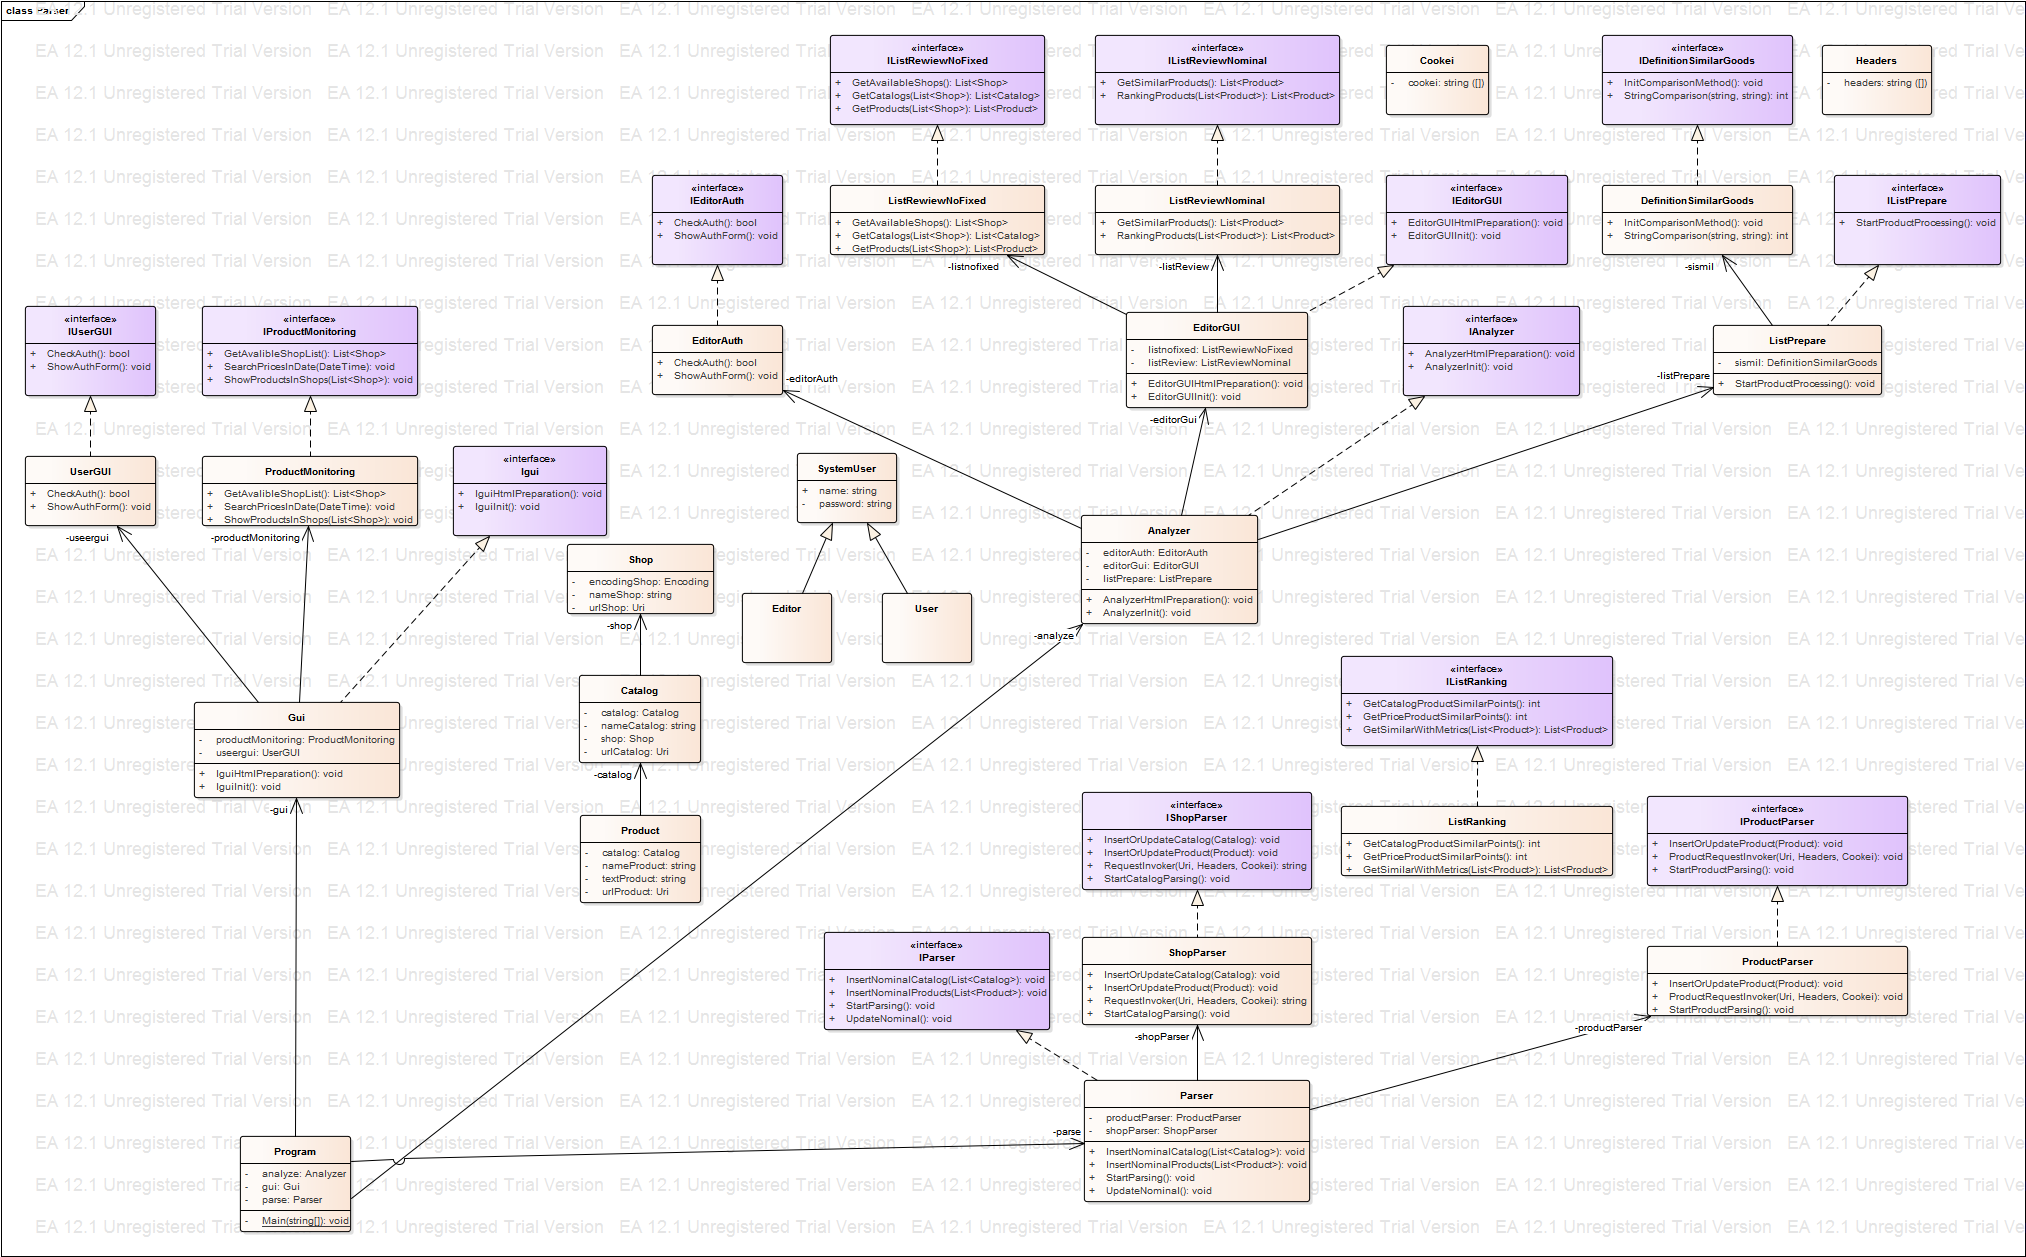 class Parser
EA 12.1 Unregistered Trial Version
«interface»
IListRewiewNoFixed
+ GetAvailableShops(): List<Shop>
+ GetCatalogs(List<Shop>): List<Catalog>
+ GetProducts(List<Shop>): List<Product>
«interface»
IListReviewNominal
+ GetSimilarProducts(): List<Product>
+ RankingProducts(List<Product>): List<Product>
Cookei
- cookei: string ([])
«interface»
IDefinitionSimilarGoods
+ InitComparisonMethod(): void
+ StringComparison(string, string): int
Headers
- headers: string ([])
«interface»
IEditorAuth
+ CheckAuth(): bool
+ ShowAuthForm(): void
ListRewiewNoFixed
+ GetAvailableShops(): List<Shop>
+ GetCatalogs(List<Shop>): List<Catalog>
+ GetProducts(List<Shop>): List<Product>
-listnofixed
ListReviewNominal
+ GetSimilarProducts(): List<Product>
+ RankingProducts(List<Product>): List<Product>
-listReview
«interface»
IEditorGUI
+ EditorGUIHtmlPreparation(): void
+ EditorGUIInit(): void
DefinitionSimilarGoods
+ InitComparisonMethod(): void
+ StringComparison(string, string): int
-sismil
«interface»
IListPrepare
+ StartProductProcessing(): void
«interface»
IUserGUI
+ CheckAuth(): bool
+ ShowAuthForm(): void
«interface»
IProductMonitoring
+ GetAvalibleShopList(): List<Shop>
+ SearchPricesInDate(DateTime): void
+ ShowProductsInShops(List<Shop>): void
EditorAuth
+ CheckAuth(): bool
+ ShowAuthForm(): void
-editorAuth
EditorGUI
- listnofixed: ListRewiewNoFixed
- listReview: ListReviewNominal
+ EditorGUIHtmlPreparation(): void
+ EditorGUIInit(): void
-editorGui
«interface»
IAnalyzer
+ AnalyzerHtmlPreparation(): void
+ AnalyzerInit(): void
ListPrepare
- sismil: DefinitionSimilarGoods
+ StartProductProcessing(): void
-listPrepare
UserGUI
+ CheckAuth(): bool
+ ShowAuthForm(): void
-useergui
ProductMonitoring
+ GetAvalibleShopList(): List<Shop>
+ SearchPricesInDate(DateTime): void
+ ShowProductsInShops(List<Shop>): void
-productMonitoring
«interface»
Igui
+ IguiHtmlPreparation(): void
+ IguiInit(): void
SystemUser
+ name: string
- password: string
Shop
- encodingShop: Encoding
- nameShop: string
- urlShop: Uri
-shop
Editor
User
Analyzer
- editorAuth: EditorAuth
- editorGui: EditorGUI
- listPrepare: ListPrepare
+ AnalyzerHtmlPreparation(): void
+ AnalyzerInit(): void
-analyze
Gui
- productMonitoring: ProductMonitoring
- useergui: UserGUI
+ IguiHtmlPreparation(): void
+ IguiInit(): void
-gui
Catalog
- catalog: Catalog
- nameCatalog: string
- shop: Shop
- urlCatalog: Uri
-catalog
Product
- catalog: Catalog
- nameProduct: string
- textProduct: string
- urlProduct: Uri
«interface»
IListRanking
+ GetCatalogProductSimilarPoints(): int
+ GetPriceProductSimilarPoints(): int
+ GetSimilarWithMetrics(List<Product>): List<Product>
«interface»
IShopParser
+ InsertOrUpdateCatalog(Catalog): void
+ InsertOrUpdateProduct(Product): void
+ RequestInvoker(Uri, Headers, Cookei): string
+ StartCatalogParsing(): void
ListRanking
+ GetCatalogProductSimilarPoints(): int
+ GetPriceProductSimilarPoints(): int
+ GetSimilarWithMetrics(List<Product>): List<Product>
«interface»
IProductParser
+ InsertOrUpdateProduct(Product): void
+ ProductRequestInvoker(Uri, Headers, Cookei): void
+ StartProductParsing(): void
«interface»
IParser
+ InsertNominalCatalog(List<Catalog>): void
+ InsertNominalProducts(List<Product>): void
+ StartParsing(): void
+ UpdateNominal(): void
ShopParser
+ InsertOrUpdateCatalog(Catalog): void
+ InsertOrUpdateProduct(Product): void
+ RequestInvoker(Uri, Headers, Cookei): string
+ StartCatalogParsing(): void
-shopParser
ProductParser
+ InsertOrUpdateProduct(Product): void
+ ProductRequestInvoker(Uri, Headers, Cookei): void
+ StartProductParsing(): void
-productParser
Program
- analyze: Analyzer
- gui: Gui
- parse: Parser
- Main(string[]): void
-parse
Parser
- productParser: ProductParser
- shopParser: ShopParser
+ InsertNominalCatalog(List<Catalog>): void
+ InsertNominalProducts(List<Product>): void
+ StartParsing(): void
+ UpdateNominal(): void